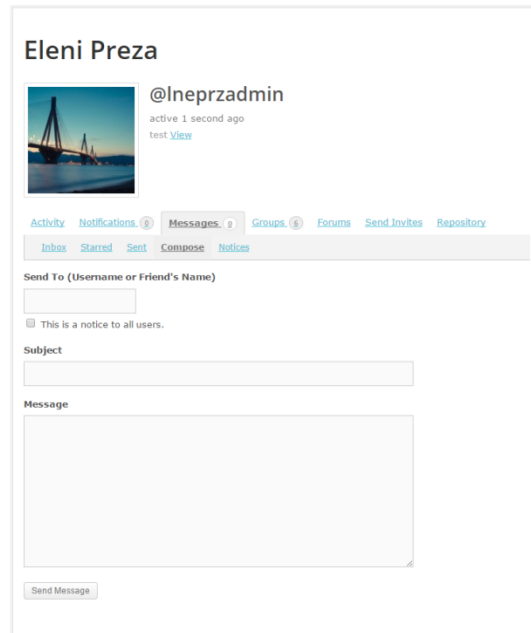 Eleni Preza
@lneprzadmin
active 1 second ago
test View
Activity Notifications 0 Messages 0 Groups 6 Forums Send Invites Repository
Inbox Starred Sent Compose Notices
Send To (Username or Friend's Name)
This is a notice to all users.
Subject
Message
Send Message